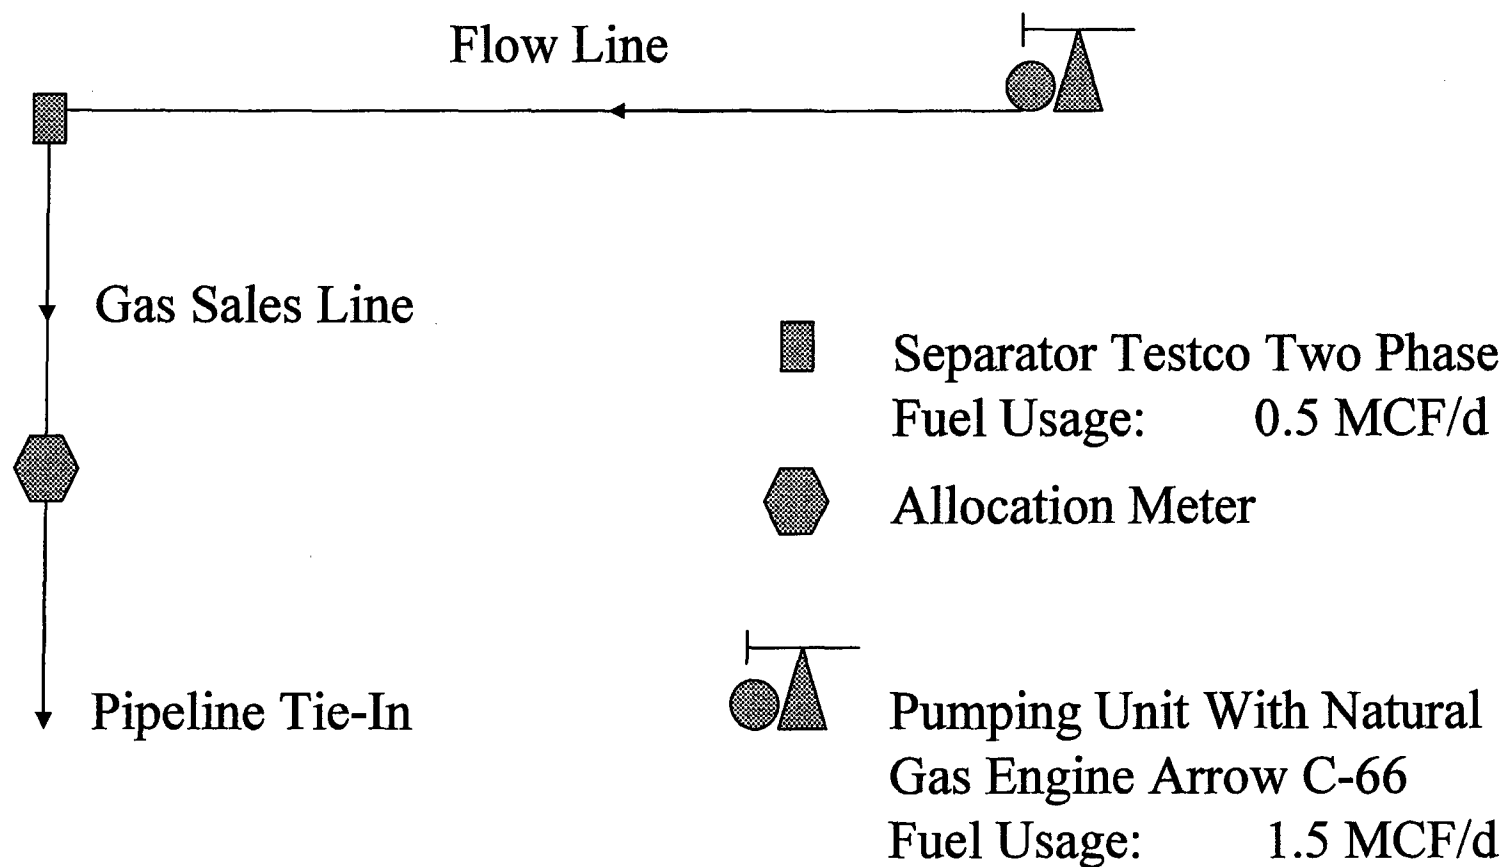 Flow Line
Gas Sales Line
Separator Testco Two Phase
Fuel Usage: 0.5 MCF/d
Allocation Meter
Pipeline Tie-In
Pumping Unit With Natural
Gas Engine Arrow C-66
Fuel Usage: 1.5 MCF/d